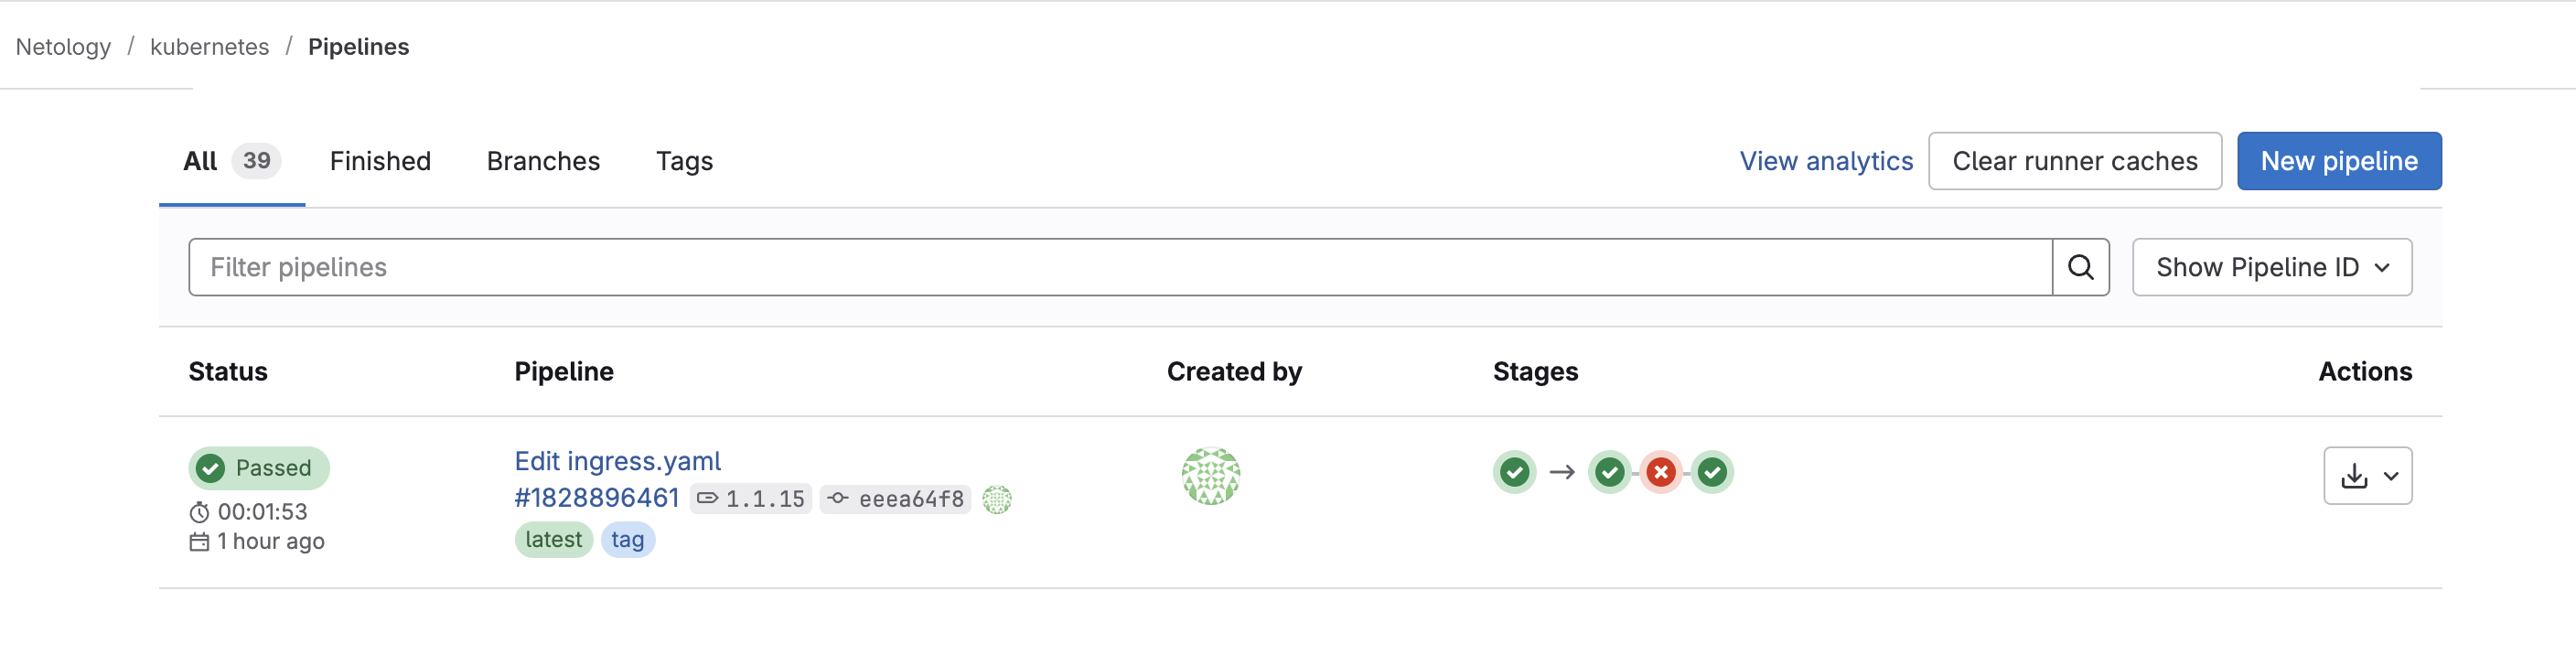 Netology / kubernetes / Pipelines
All 39 Finished Branches Tags View analytics Clear runner caches New pipeline
Filter pipelines Show Pipeline ID
Status Pipeline Created by Stages Actions
Passed Edit ingress.yaml
#1828896461 1.1.15 eeea64f8
00:01:53
1 hour ago latest tag